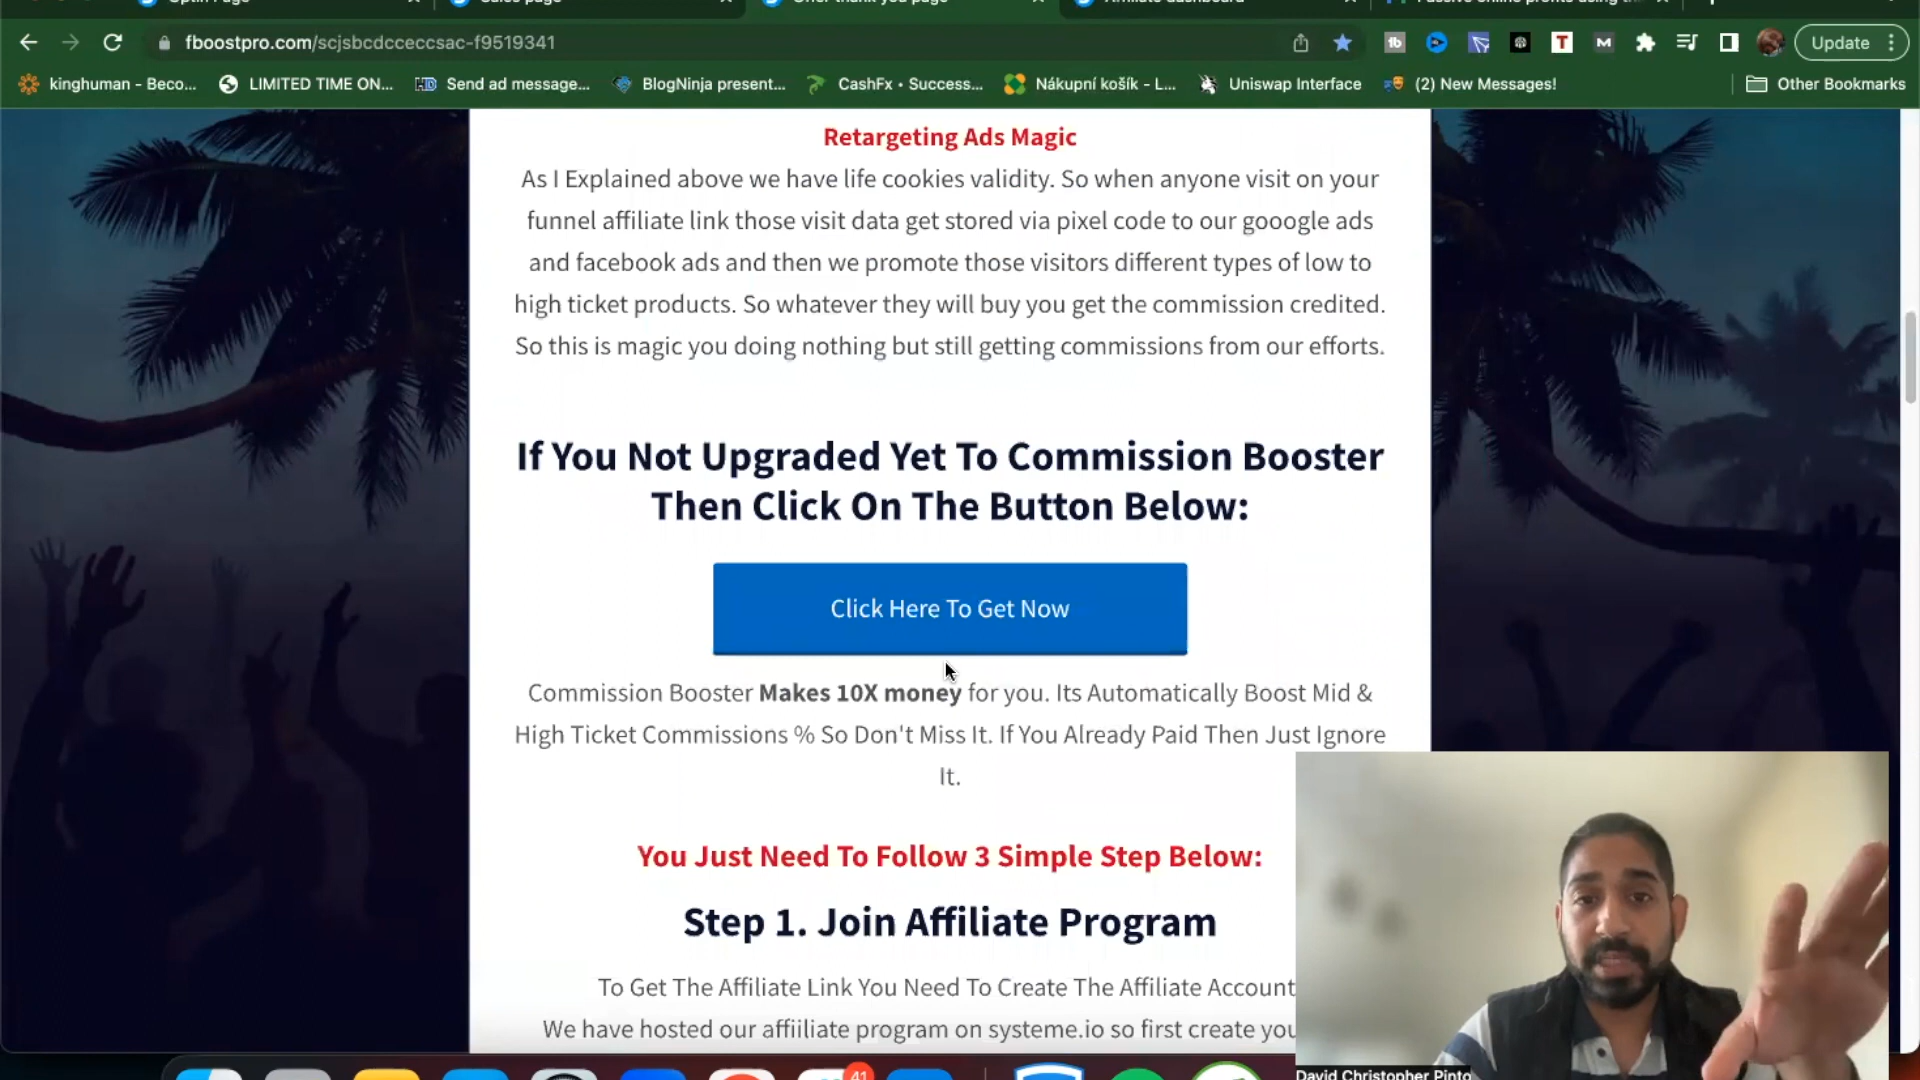 fboostpro.com/scjsbcdcceccsac-f9519341
Update
kinghuman - Beco...
LIMITED TIME ON...
Send ad message...
BlogNinja present...
CashFx • Success...
Nákupní košík - L...
Uniswap Interface
(2) New Messages!
Other Bookmarks
Retargeting Ads Magic
As I Explained above we have life cookies validity. So when anyone visit on your
funnel affiliate link those visit data get stored via pixel code to our gooogle ads
and facebook ads and then we promote those visitors different types of low to
high ticket products. So whatever they will buy you get the commission credited.
So this is magic you doing nothing but still getting commissions from our efforts.
If You Not Upgraded Yet To Commission Booster
Then Click On The Button Below:
Click Here To Get Now
Commission Booster Makes 10X money for you. Its Automatically Boost Mid &
High Ticket Commissions % So Don't Miss It. If You Already Paid Then Just Ignore
It.
You Just Need To Follow 3 Simple Step Below:
Step 1. Join Affiliate Program
To Get The Affiliate Link You Need To Create The Affiliate Account
We have hosted our affiiliate program on systeme.io so first create
41
David Christopher Pinto